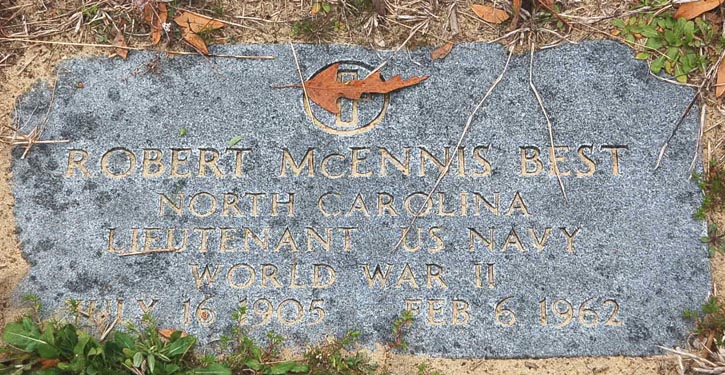 ROBERT McENNIS BEST
NORTH CAROLINA
LIEUTENANT US NAVY
WORLD WAR II
JULY 16 1905 FEB 6 1962